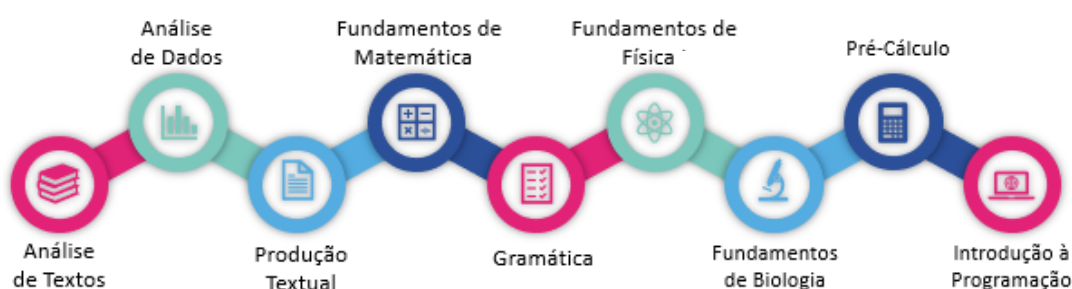 Análise
de Textos
Análise
de Dados
Produção
Textual
Fundamentos de
Matemática
Gramática
Fundamentos de
Física
Fundamentos
de Biologia
Pré-Cálculo
Introdução à
Programação